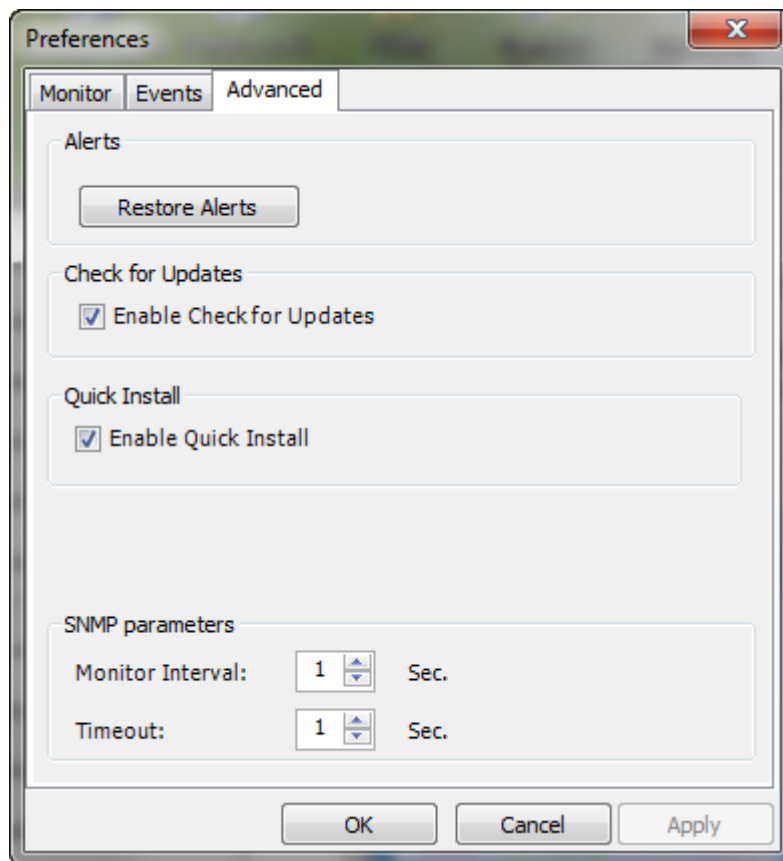 Preferences
Monitor Events Advanced
Alerts
Restore Alerts
Check for Updates
Enable Check for Updates
Quick Install
Enable Quick Install
SNMP parameters
Monitor Interval: 1 Sec.
Timeout: 1 Sec.
OK Cancel Apply